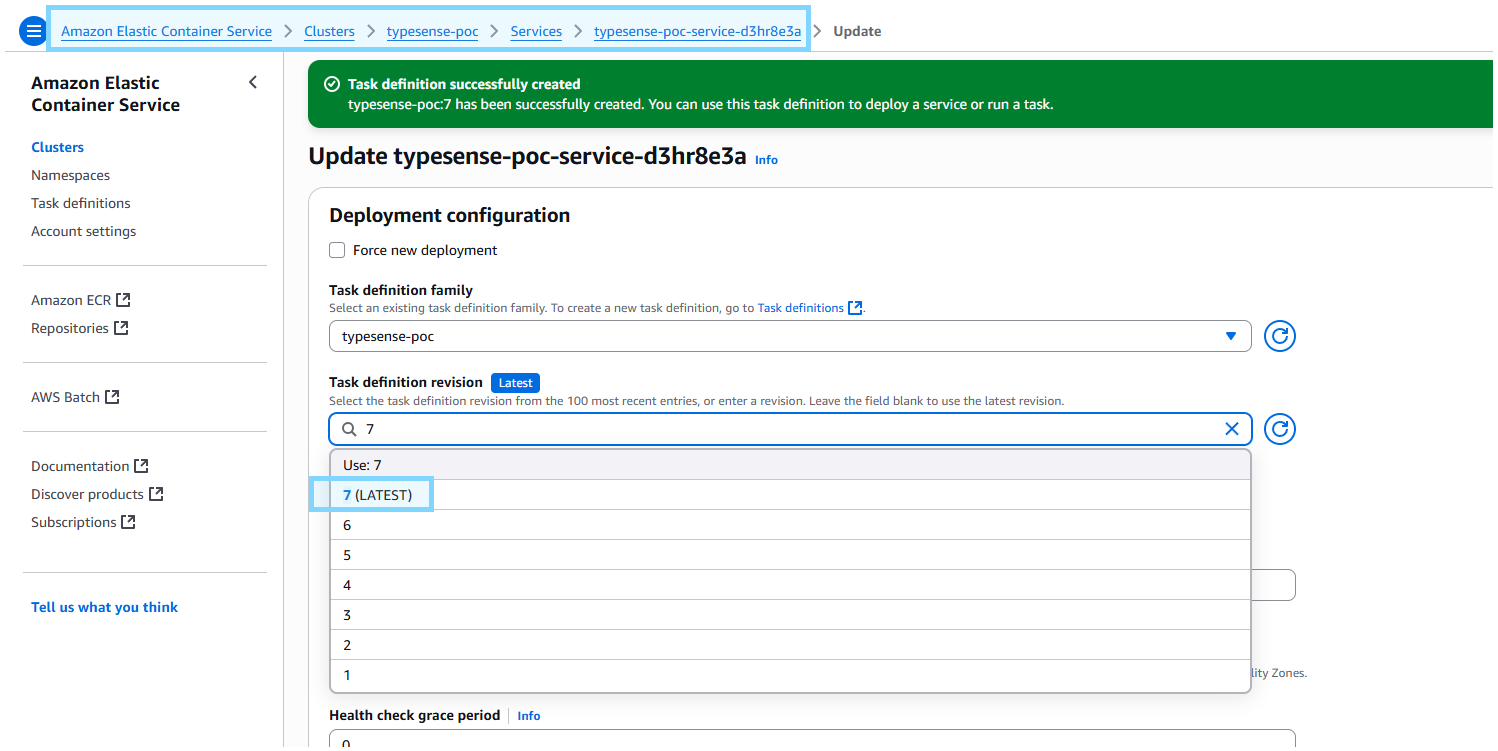 Amazon Elastic Container Service > Clusters > typesense-poc > Services > typesense-poc-service-d3hr8e3a > Update
Amazon Elastic
Container Service
Clusters
Namespaces
Task definitions
Account settings
Amazon ECR
Repositories
AWS Batch
Documentation
Discover products
Subscriptions
Tell us what you think
Task definition successfully created
typesense-poc:7 has been successfully created. You can use this task definition to deploy a service or run a task.
Update typesense-poc-service-d3hr8e3a Info
Deployment configuration
Force new deployment
Task definition family
Select an existing task definition family. To create a new task definition, go to Task definitions.
typesense-poc
Task definition revision Latest
Select the task definition revision from the 100 most recent entries, or enter a revision. Leave the field blank to use the latest revision.
7
Use: 7
7 (LATEST)
6
5
4
3
2
1
Zones.
Health check grace period Info
0